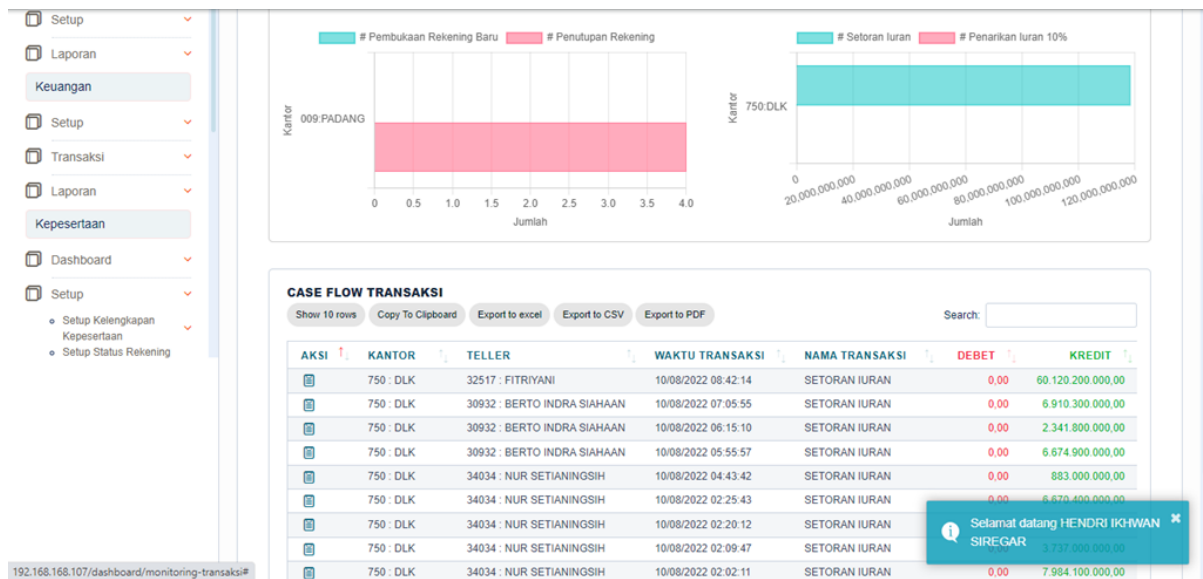 Setup
Laporan
Keuangan
Setup
Transaksi
Laporan
Kepesertaan
Dashboard
Setup
Setup Kelengkapan
Kepesertaan
Setup Status Rekening
# Pembukaan Rekening Baru # Penutupan Rekening
Kantor
009:PADANG
0 0.5 1.0 1.5 2.0 2.5 3.0 3.5 4.0
Jumlah
# Setoran Iuran # Penarikan Iuran 10%
Kantor
750:DLK
0 20,000,000,000 40,000,000,000 60,000,000,000 80,000,000,000 100,000,000,000 120,000,000,000
Jumlah
CASE FLOW TRANSAKSI
Show 10 rows Copy To Clipboard Export to excel Export to CSV Export to PDF Search:
AKSI KANTOR TELLER WAKTU TRANSAKSI NAMA TRANSAKSI DEBET KREDIT
750 : DLK 32517 : FITRIYANI 10/08/2022 08:42:14 SETORAN IURAN 0,00 60.120.200.000,00
750 : DLK 30932 : BERTO INDRA SIAHAAN 10/08/2022 07:05:55 SETORAN IURAN 0,00 6.910.300.000,00
750 : DLK 30932 : BERTO INDRA SIAHAAN 10/08/2022 06:15:10 SETORAN IURAN 0,00 2.341.800.000,00
750 : DLK 30932 : BERTO INDRA SIAHAAN 10/08/2022 05:55:57 SETORAN IURAN 0,00 6.674.900.000,00
750 : DLK 34034 : NUR SETIANINGSIH 10/08/2022 04:43:42 SETORAN IURAN 0,00 883.000.000,00
750 : DLK 34034 : NUR SETIANINGSIH 10/08/2022 02:25:43 SETORAN IURAN 0,00 6.670.400.000,00
750 : DLK 34034 : NUR SETIANINGSIH 10/08/2022 02:20:12 SETORAN IURAN
750 : DLK 34034 : NUR SETIANINGSIH 10/08/2022 02:09:47 SETORAN IURAN 3.737.000.000,00
750 : DLK 34034 : NUR SETIANINGSIH 10/08/2022 02:02:11 SETORAN IURAN 0,00 7.984.100.000,00
Selamat datang HENDRI IKHWAN
SIREGAR
192.168.168.107/dashboard/monitoring-transaksi#